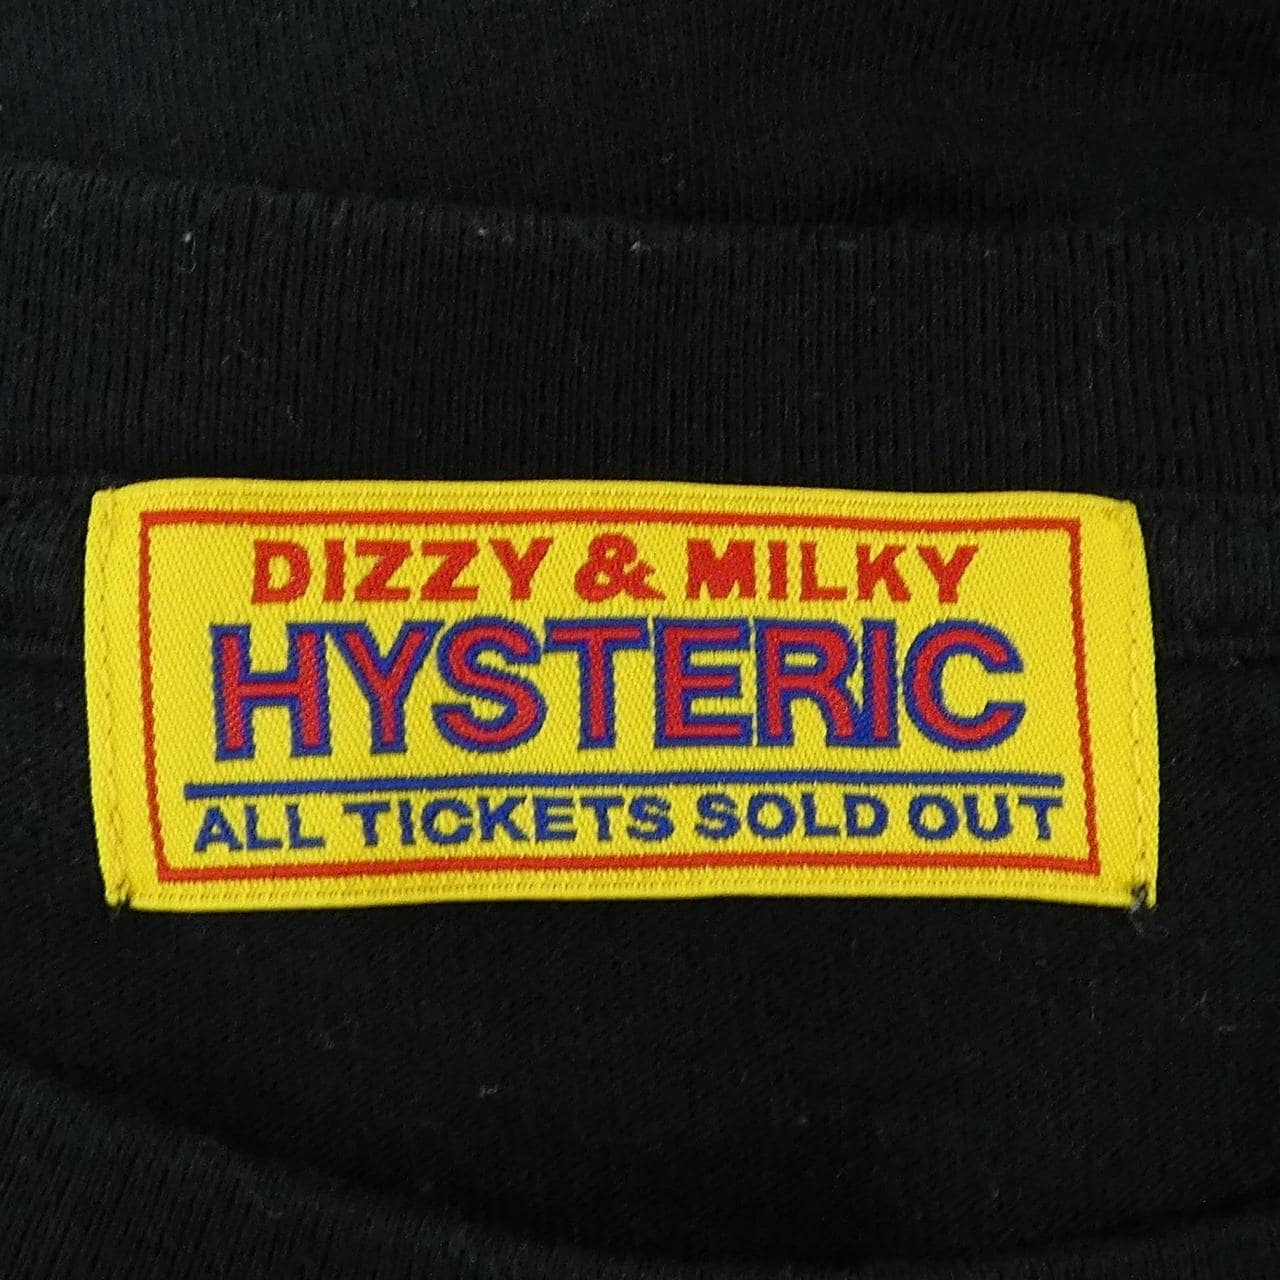 DIZZY & MILKY
HYSTERIC
ALL TICKETS SOLD OUT